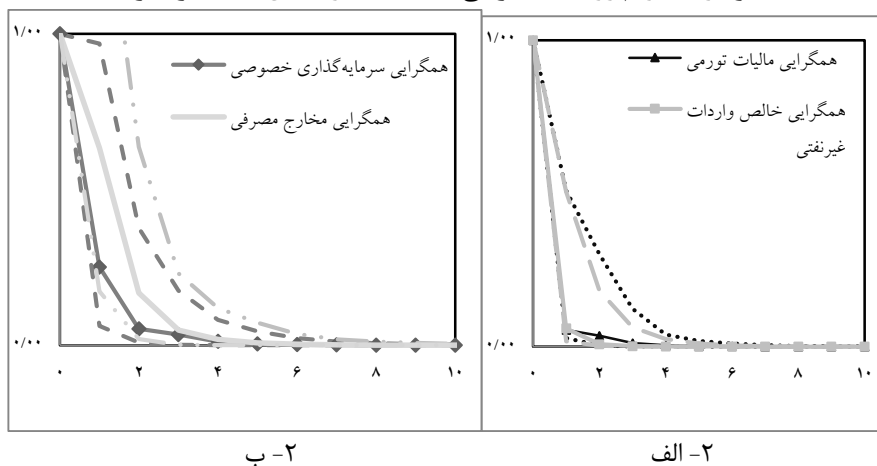 ۱/۰۰
همگرایی مالیات تورمی
همگرایی خالص واردات
غیرنفتی
۰/۰۰
۰ ۲ ۴ ۶ ۸ ۱۰
۲- الف
۱/۰۰
همگرایی سرمایه‌گذاری خصوصی
همگرایی مخارج مصرفی
۰/۰۰
۰ ۲ ۴ ۶ ۸ ۱۰
۲- ب